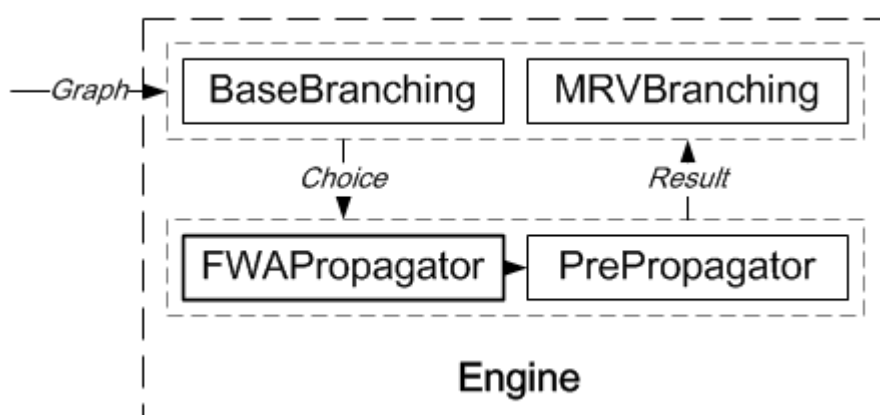 BaseBranching MRVBranching
Graph
Choice Result
FWAPropagator PrePropagator
Engine